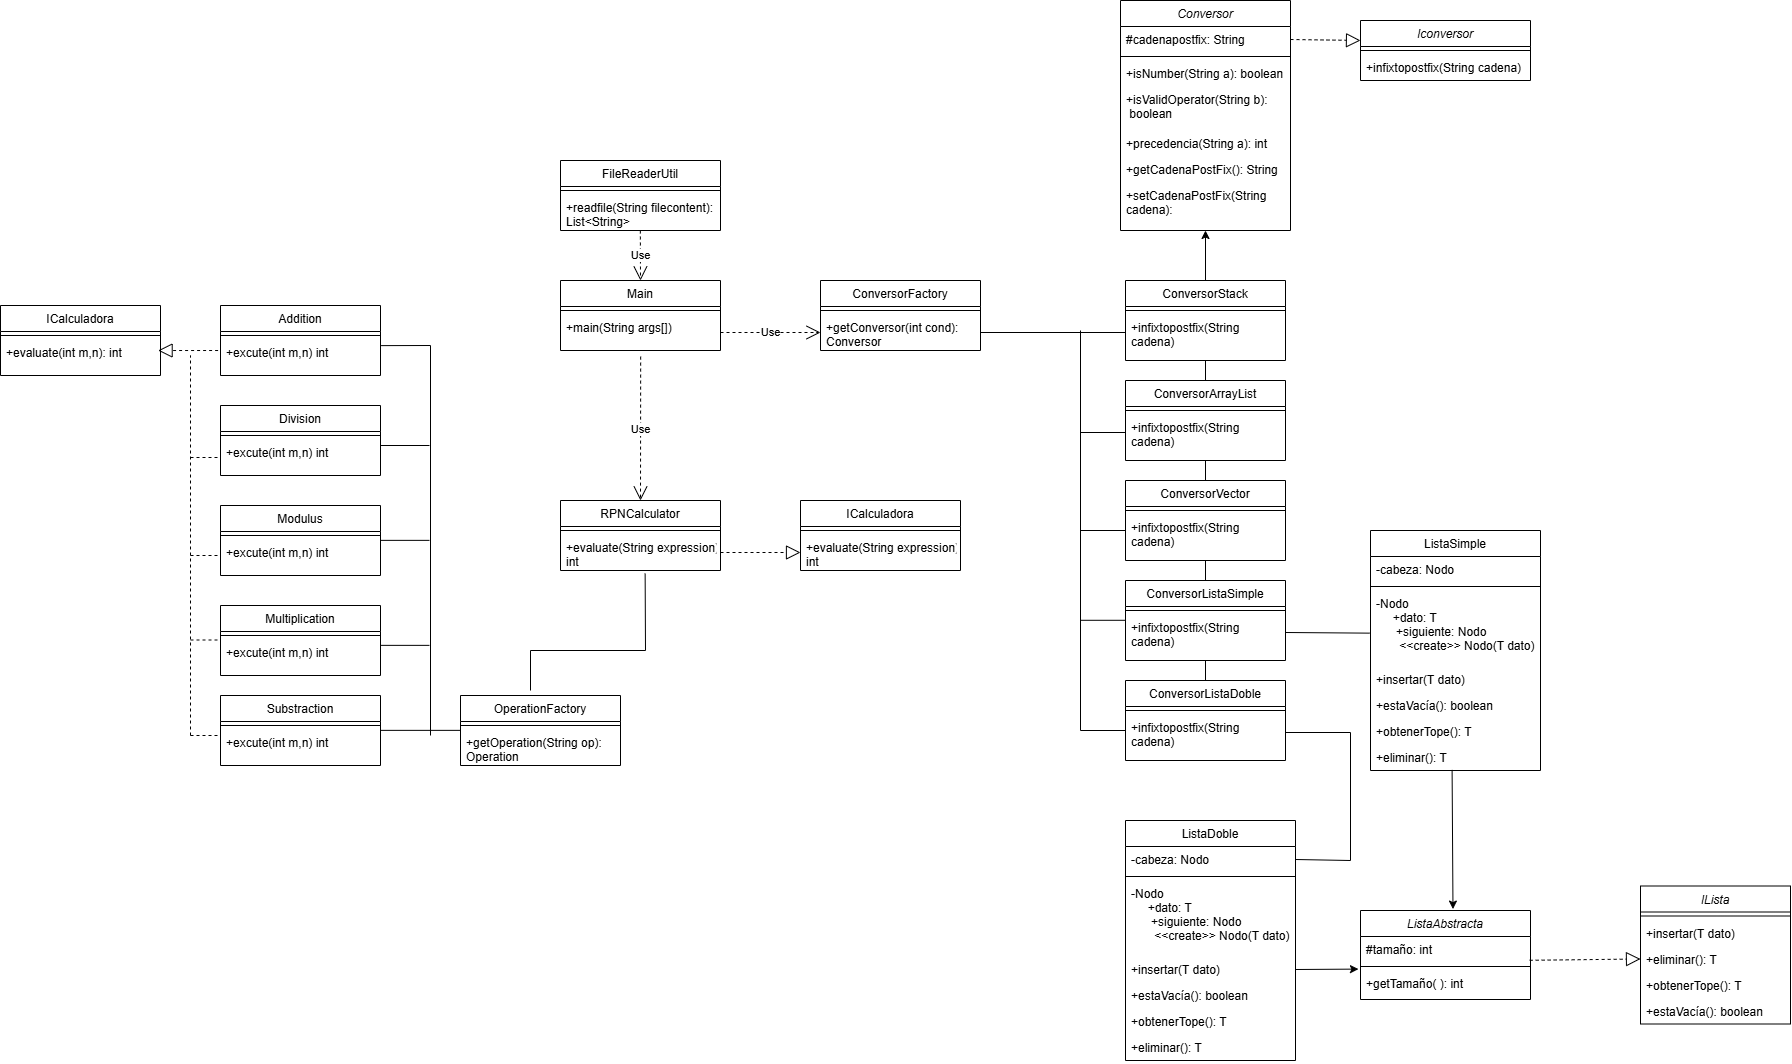 Conversor
#cadenapostfix: String
+isNumber(String a): boolean
+isValidOperator(String b):
boolean
+precedencia(String a): int
+getCadenaPostFix(): String
+setCadenaPostFix(String
cadena):
Iconversor
+infixtopostfix(String cadena)
FileReaderUtil
+readfile(String filecontent):
List<String>
Use
Main
+main(String args[])
Use
ConversorFactory
+getConversor(int cond):
Conversor
ConversorStack
+infixtopostfix(String
cadena)
ICalculadora
+evaluate(int m,n): int
Addition
+excute(int m,n) int
Division
+excute(int m,n) int
Modulus
+excute(int m,n) int
Multiplication
+excute(int m,n) int
Substraction
+excute(int m,n) int
OperationFactory
+getOperation(String op):
Operation
Use
RPNCalculator
+evaluate(String expression)
int
ICalculadora
+evaluate(String expression)
int
ConversorArrayList
+infixtopostfix(String
cadena)
ConversorVector
+infixtopostfix(String
cadena)
ConversorListaSimple
+infixtopostfix(String
cadena)
ConversorListaDoble
+infixtopostfix(String
cadena)
ListaSimple
-cabeza: Nodo
-Nodo
+dato: T
+siguiente: Nodo
<<create>> Nodo(T dato)
+insertar(T dato)
+estaVacía(): boolean
+obtenerTope(): T
+eliminar(): T
ListaDoble
-cabeza: Nodo
-Nodo
+dato: T
+siguiente: Nodo
<<create>> Nodo(T dato)
+insertar(T dato)
+estaVacía(): boolean
+obtenerTope(): T
+eliminar(): T
ListaAbstracta
#tamaño: int
+getTamaño( ): int
ILista
+insertar(T dato)
+eliminar(): T
+obtenerTope(): T
+estaVacía(): boolean